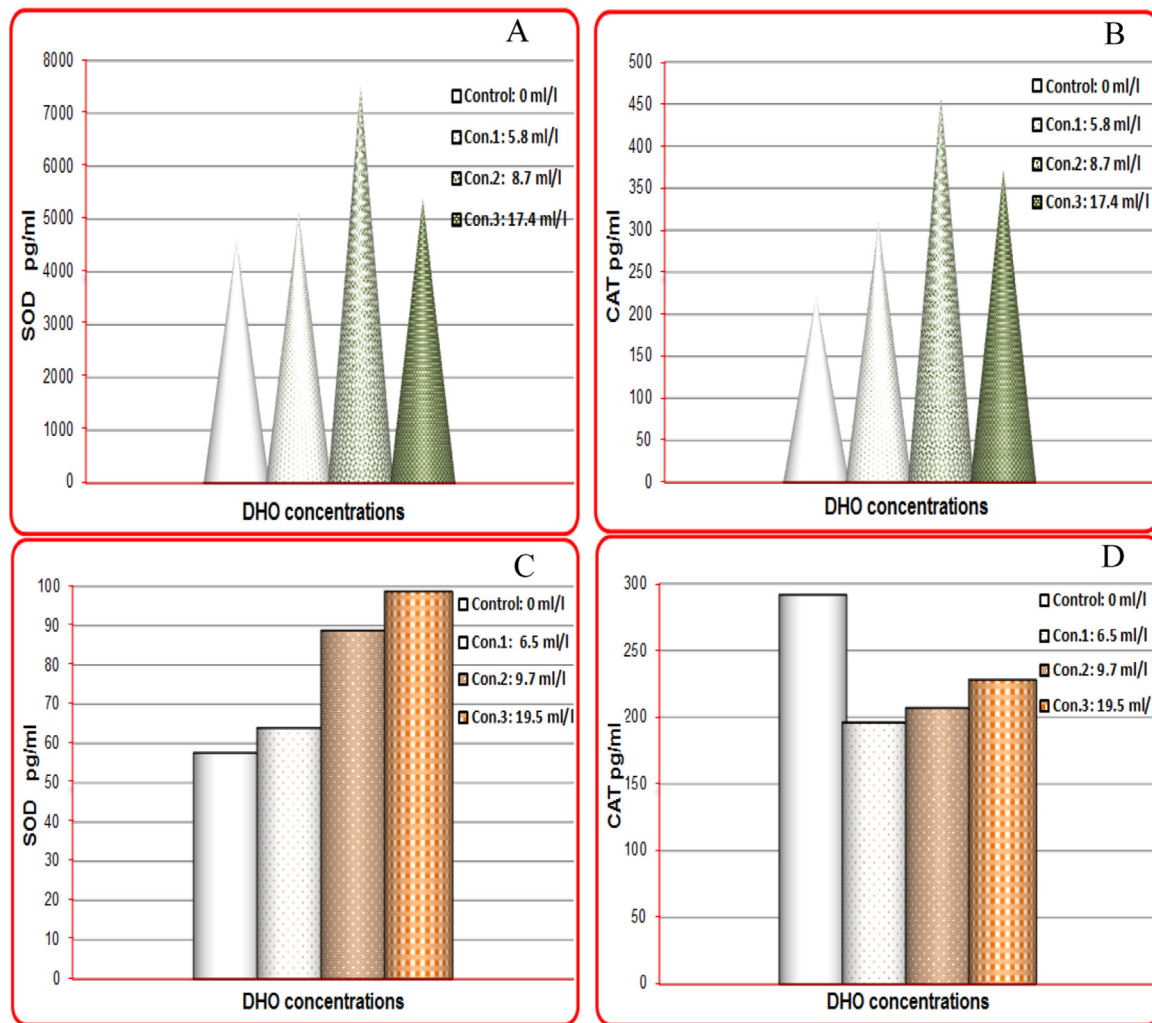 A
8000
7000
6000
5000
4000
3000
2000
1000
0
SOD pg/ml
Control: 0 ml/l
Con.1: 5.8 ml/l
Con.2: 8.7 ml/l
Con.3: 17.4 ml/l
DHO concentrations
B
500
450
400
350
300
250
200
150
100
50
0
CAT pg/ml
Control: 0 ml/l
Con.1: 5.8 ml/l
Con.2: 8.7 ml/l
Con.3: 17.4 ml/l
DHO concentrations
C
100
90
80
70
60
50
40
30
20
10
0
SOD pg/ml
Control: 0 ml/l
Con.1: 6.5 ml/l
Con.2: 9.7 ml/l
Con.3: 19.5 ml/l
DHO concentrations
D
300
250
200
150
100
50
0
CAT pg/ml
Control: 0 ml/l
Con.1: 6.5 ml/l
Con.2: 9.7 ml/l
Con.3: 19.5 ml/
DHO concentrations